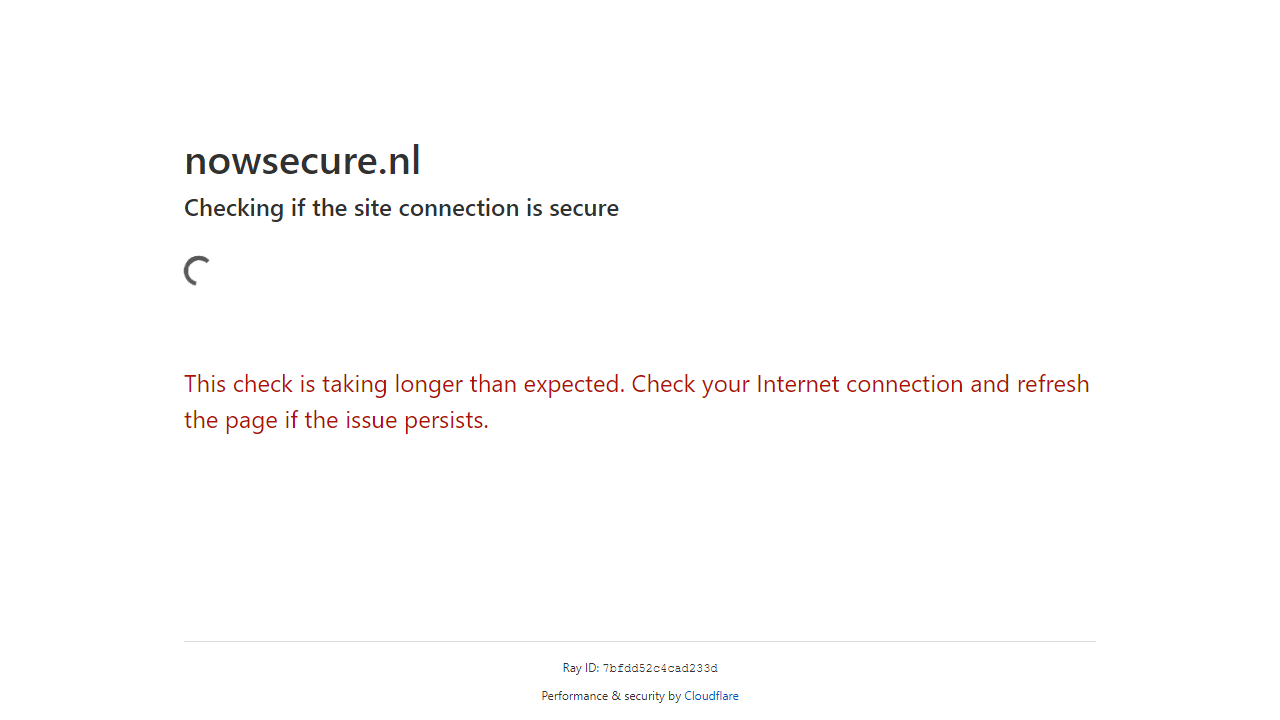 nowsecure.nl
Checking if the site connection is secure
This check is taking longer than expected. Check your Internet connection and refresh
the page if the issue persists.
Ray ID: 7bfdd52c4cad233d
Performance & security by Cloudflare